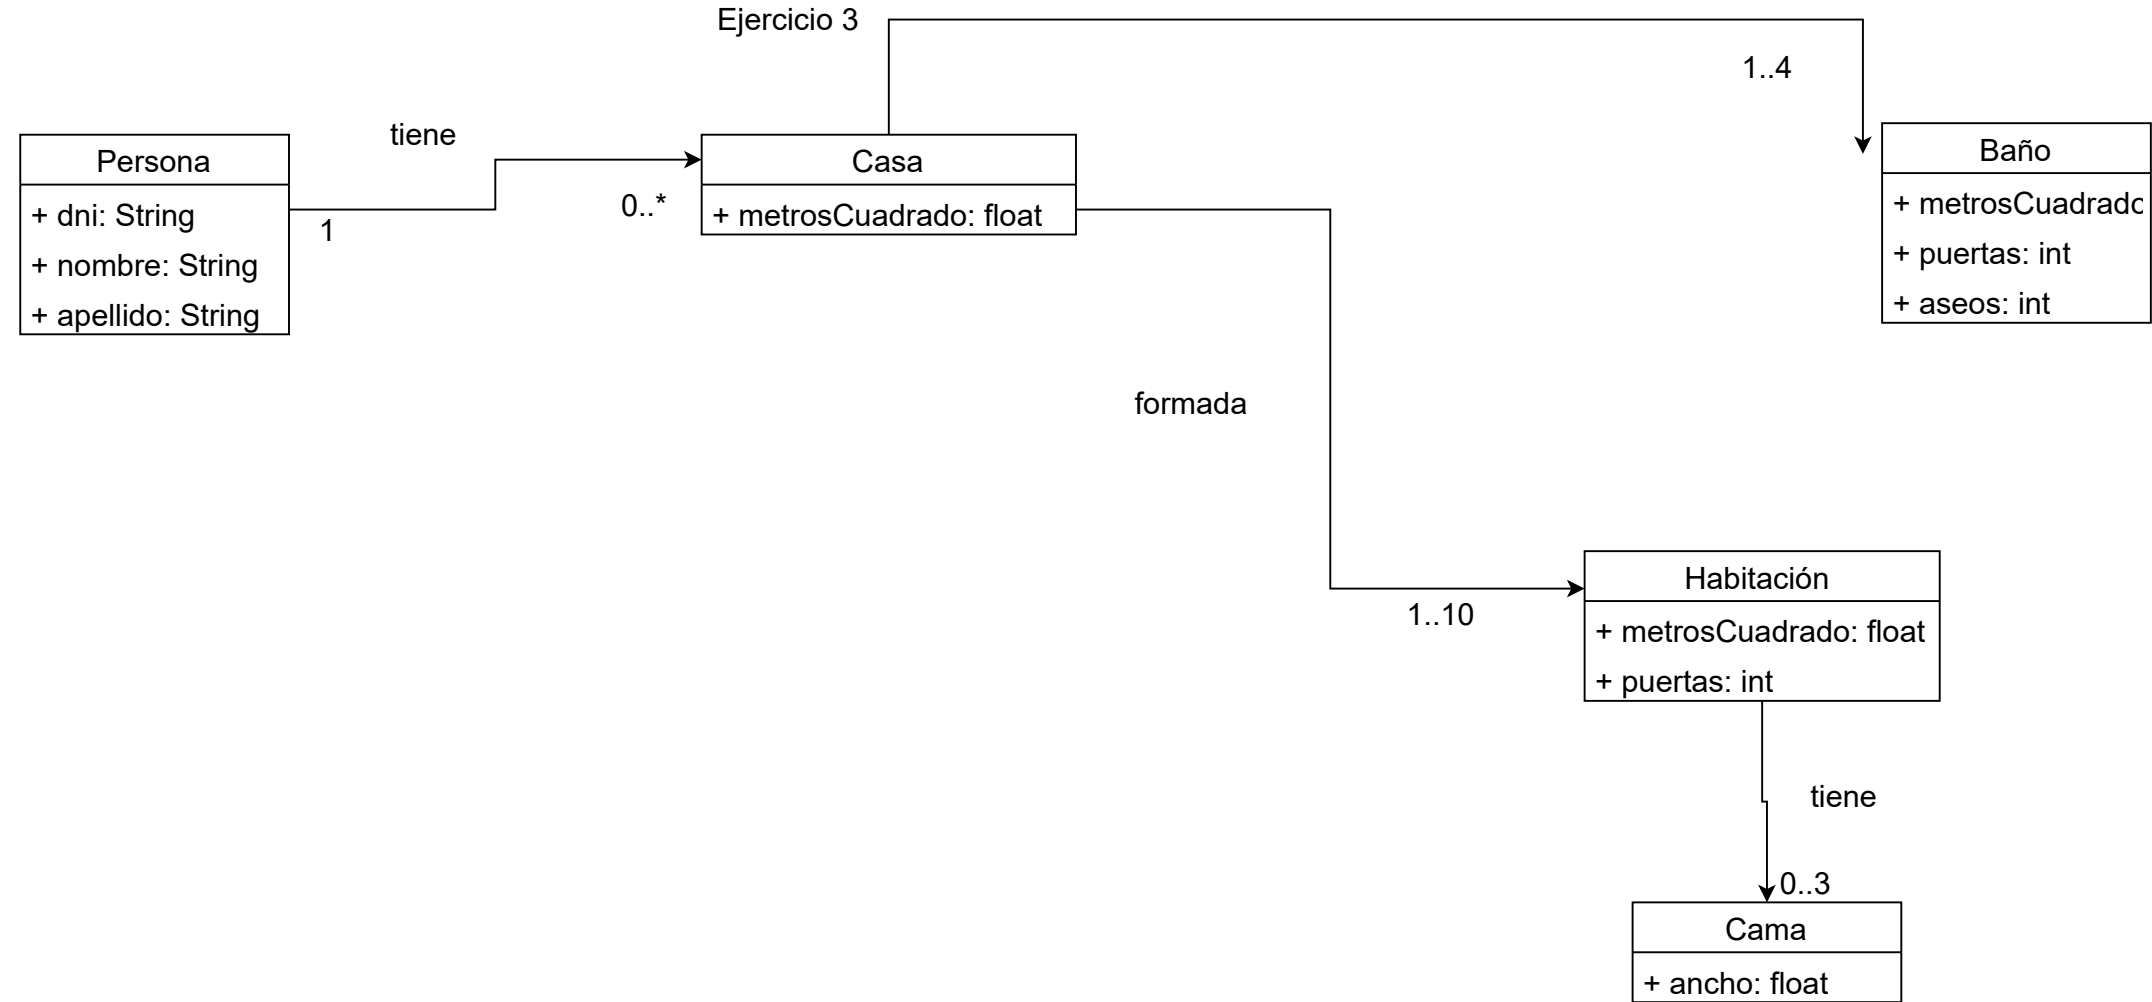 Ejercicio 3
1..4
tiene
Persona
+ dni: String
+ nombre: String
+ apellido: String
1
0..*
Casa
+ metrosCuadrado: float
Baño
+ metrosCuadrado
+ puertas: int
+ aseos: int
formada
1..10
Habitación
+ metrosCuadrado: float
+ puertas: int
tiene
0..3
Cama
+ ancho: float